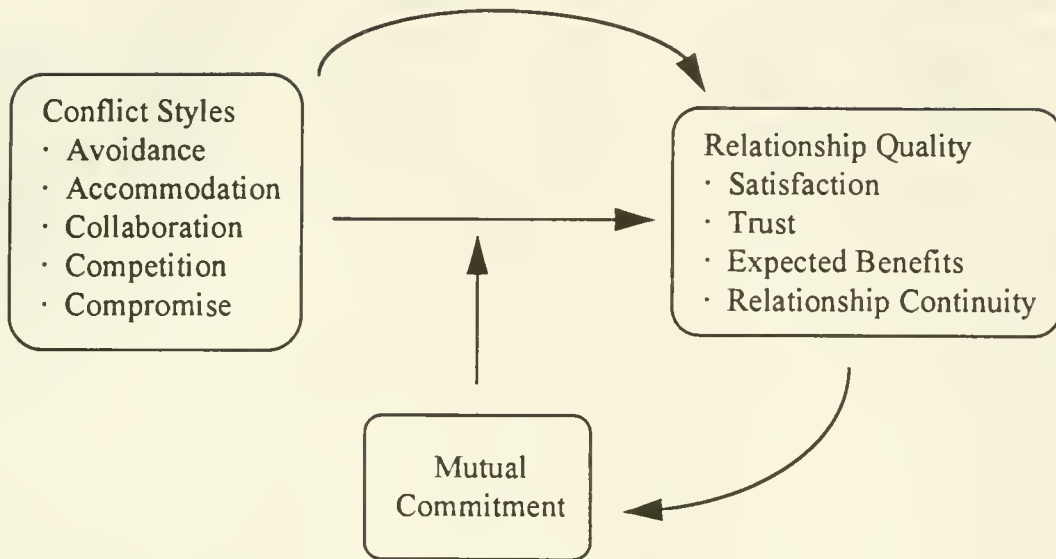 Conflict Styles
· Avoidance
· Accommodation
· Collaboration
· Competition
· Compromise
Relationship Quality
· Satisfaction
· Trust
· Expected Benefits
· Relationship Continuity
Mutual
Commitment